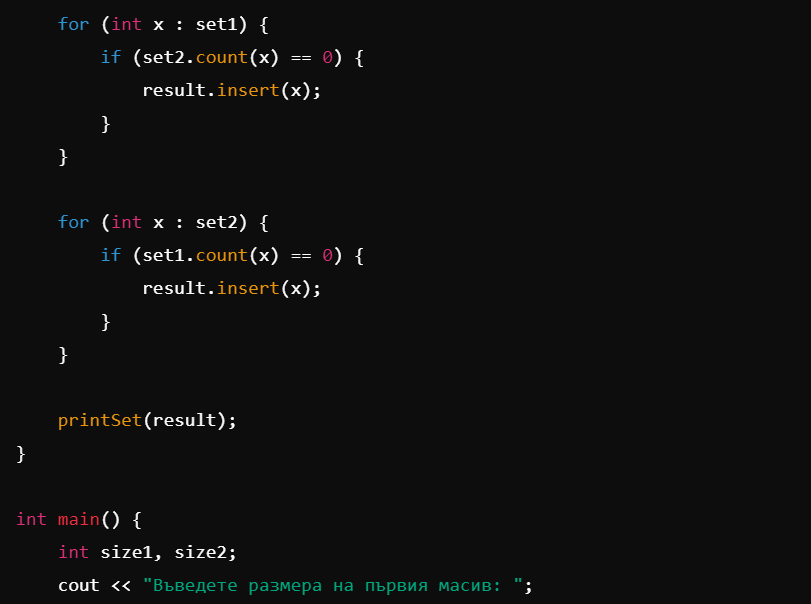 for (int x : set1) {
if (set2.count(x) == 0) {
result.insert(x);
}
}
for (int x : set2) {
if (set1.count(x) == 0) {
result.insert(x);
}
}
printSet(result);
}
int main() {
int size1, size2;
cout << "Въведете размера на първия масив: ";